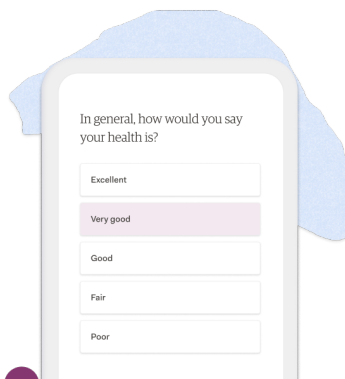 In general, how would you say
your health is?
Excellent
Very good
Good
Fair
Poor